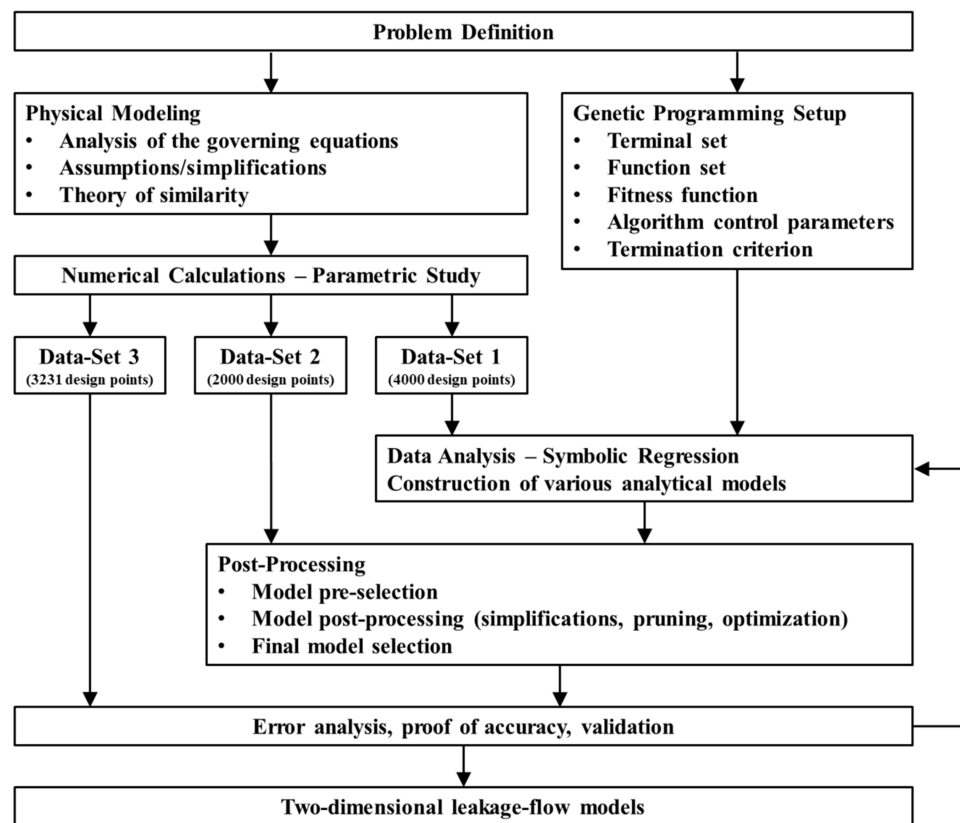 Problem Definition
Physical Modeling
• Analysis of the governing equations
• Assumptions/simplifications
• Theory of similarity
Genetic Programming Setup
• Terminal set
• Function set
• Fitness function
• Algorithm control parameters
• Termination criterion
Numerical Calculations – Parametric Study
Data-Set 3
(3231 design points)
Data-Set 2
(2000 design points)
Data-Set 1
(4000 design points)
Data Analysis – Symbolic Regression
Construction of various analytical models
Post-Processing
• Model pre-selection
• Model post-processing (simplifications, pruning, optimization)
• Final model selection
Error analysis, proof of accuracy, validation
Two-dimensional leakage-flow models